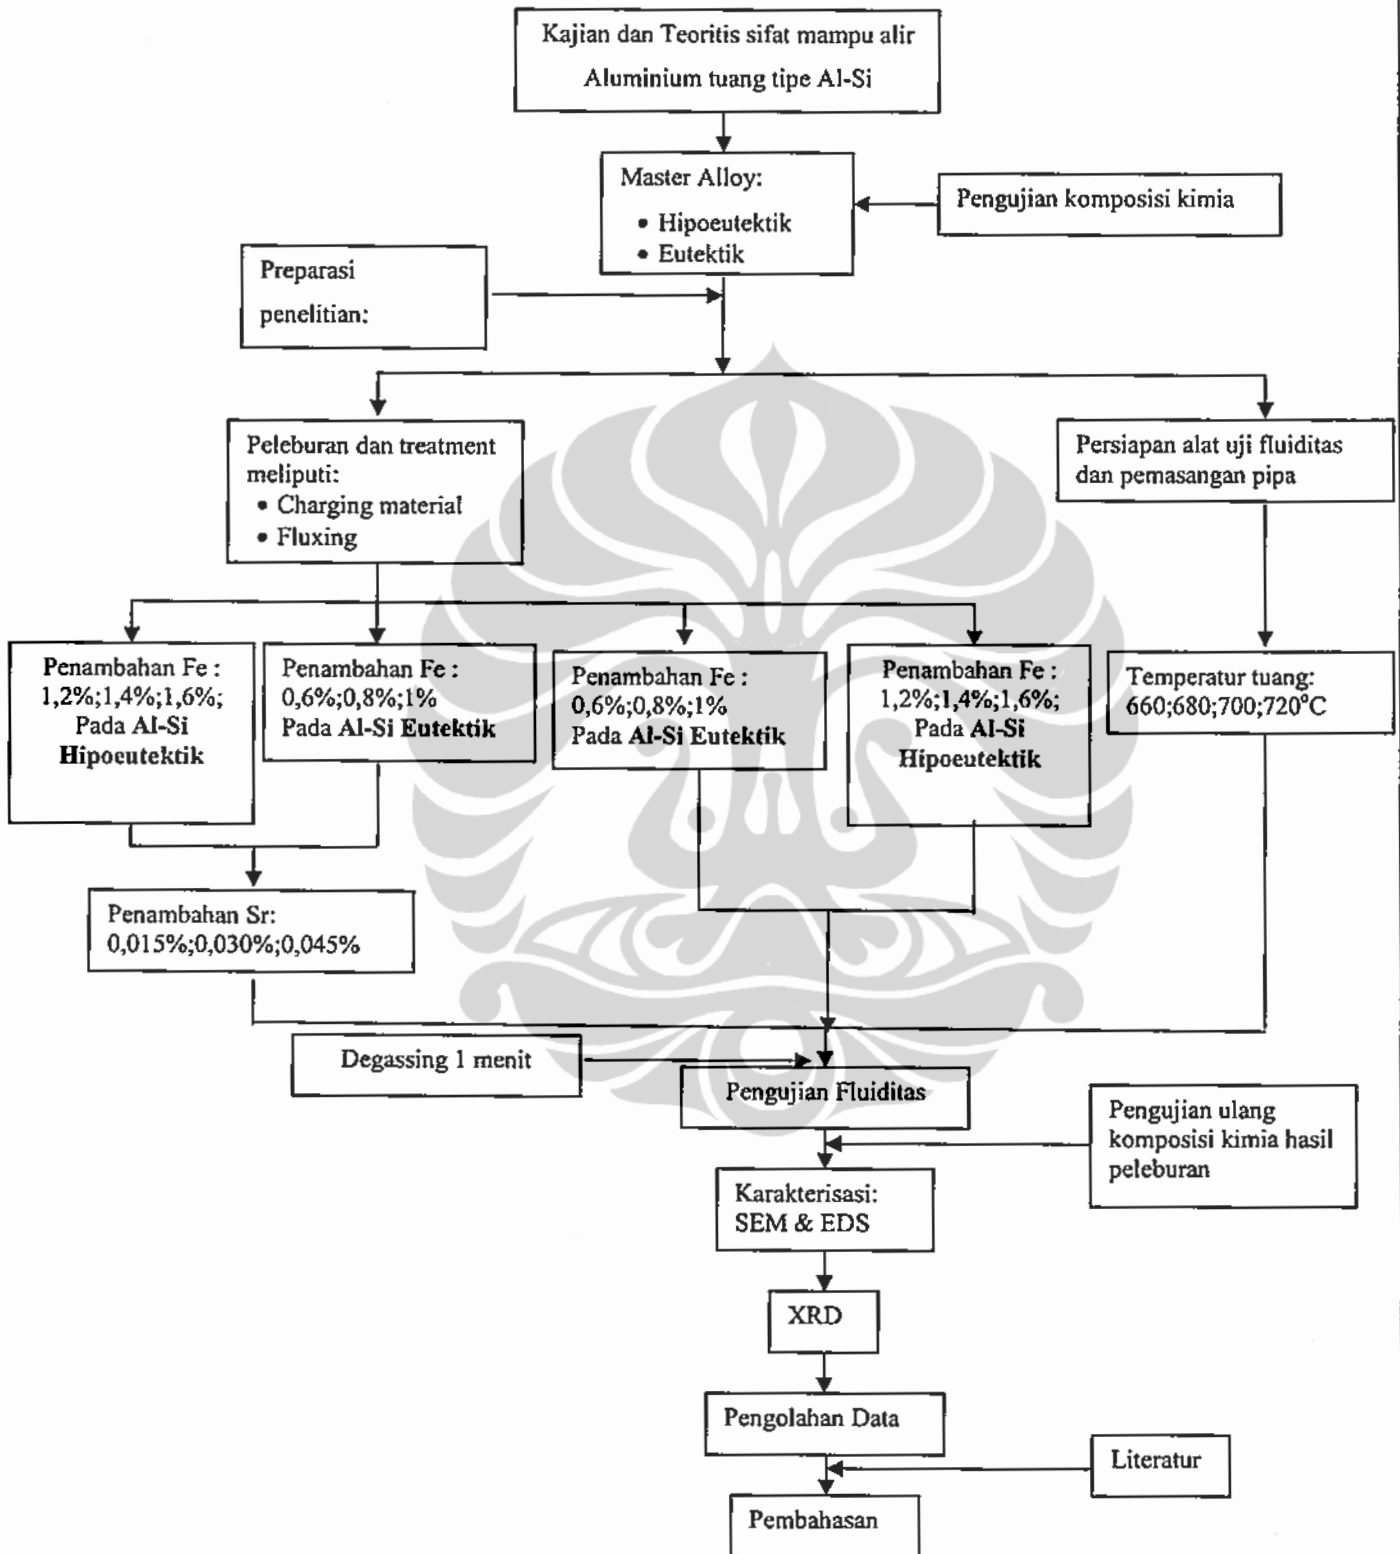 Kajian dan Teoritis sifat mampu alir
Aluminium tuang tipe Al-Si
Master Alloy:
• Hipoeutektik
• Eutektik
Pengujian komposisi kimia
Preparasi
penelitian:
Peleburan dan treatment
meliputi:
• Charging material
• Fluxing
Persiapan alat uji fluiditas
dan pemasangan pipa
Penambahan Fe :
1,2%;1,4%;1,6%;
Pada Al-Si
Hipoeutektik
Penambahan Fe :
0,6%;0,8%;1%
Pada Al-Si Eutektik
Penambahan Fe :
0,6%;0,8%;1%
Pada Al-Si Eutektik
Penambahan Fe :
1,2%;1,4%;1,6%;
Pada Al-Si
Hipoeutektik
Temperatur tuang:
660;680;700;720°C
Penambahan Sr:
0,015%;0,030%;0,045%
Degassing 1 menit
Pengujian Fluiditas
Pengujian ulang
komposisi kimia hasil
peleburan
Karakterisasi:
SEM & EDS
XRD
Pengolahan Data
Literatur
Pembahasan